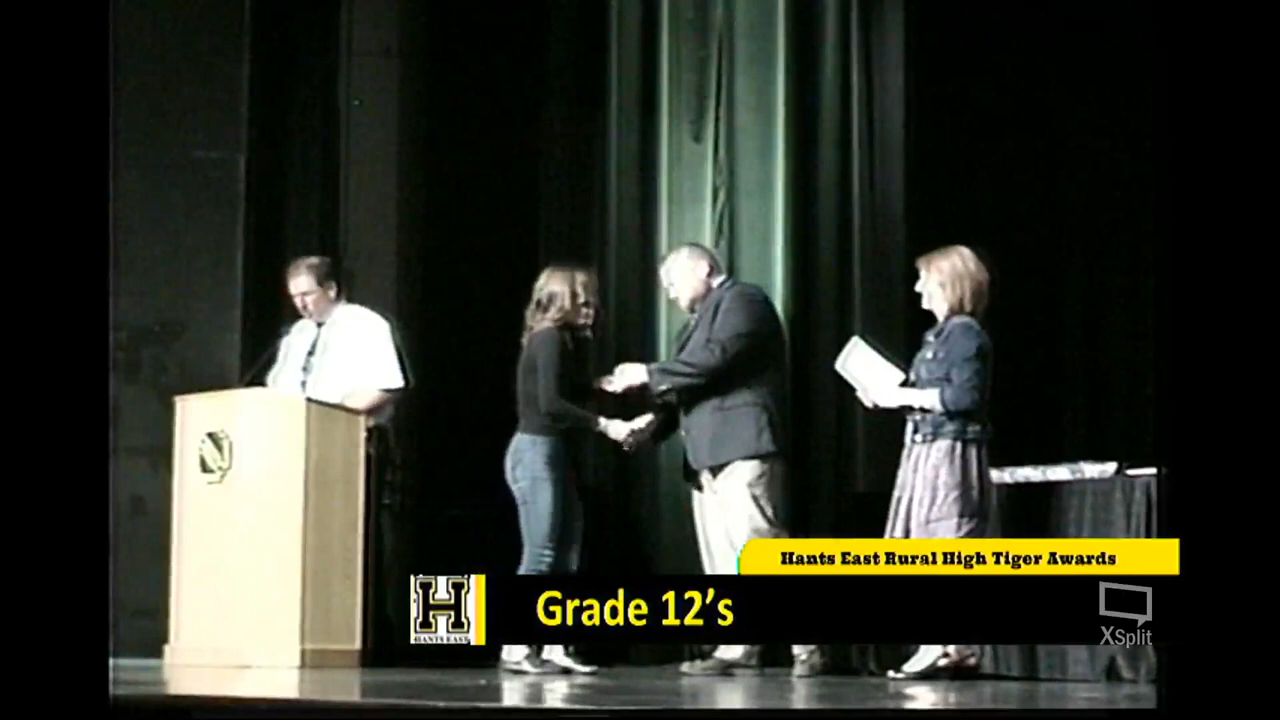 Hants East Rural High Tiger Awards
H
HANTS EAST
Grade 12's
XSplit